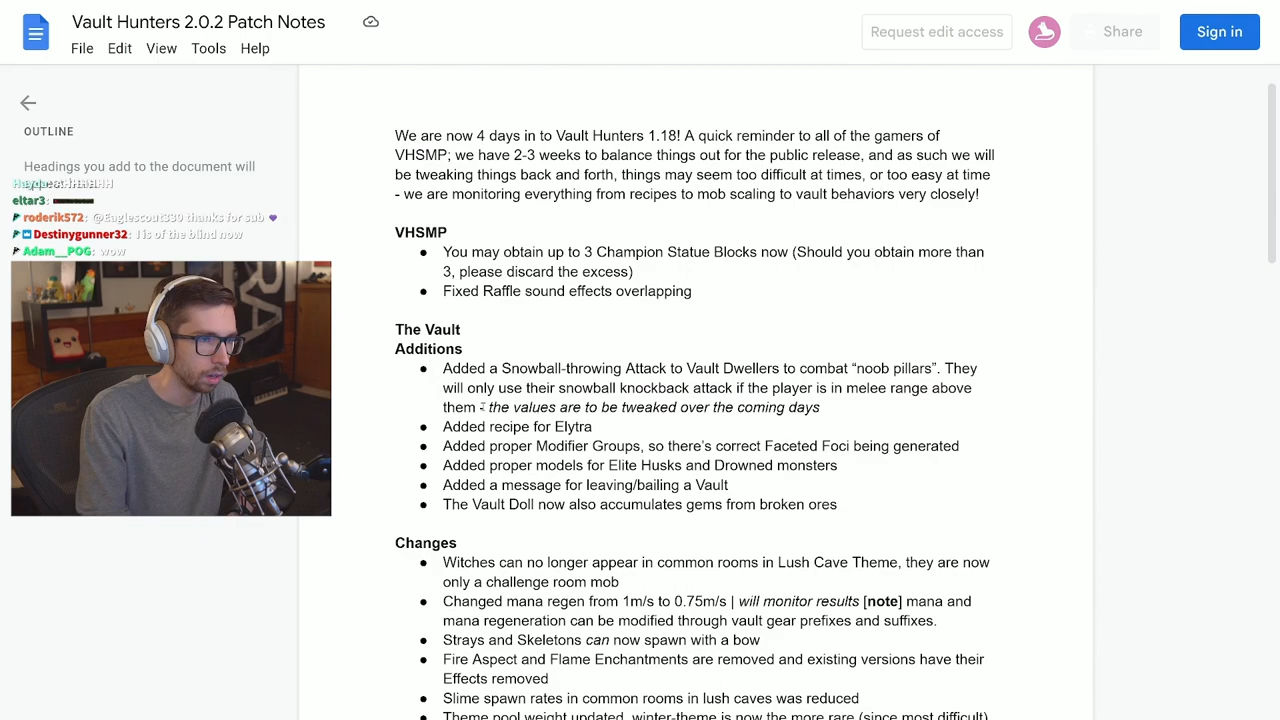 Vault Hunters 2.0.2 Patch Notes
File Edit View Tools Help
Request edit access
Share
Sign in
OUTLINE
Headings you add to the document will
eltar3:
roderik572: @Eaglescout330 thanks for sub
Destinygunner32: I is of the blind now
Adam__POG: wow
We are now 4 days in to Vault Hunters 1.18! A quick reminder to all of the gamers of
VHSMP; we have 2-3 weeks to balance things out for the public release, and as such we will
be tweaking things back and forth, things may seem too difficult at times, or too easy at time
- we are monitoring everything from recipes to mob scaling to vault behaviors very closely!
VHSMP
● You may obtain up to 3 Champion Statue Blocks now (Should you obtain more than
3, please discard the excess)
● Fixed Raffle sound effects overlapping
The Vault
Additions
● Added a Snowball-throwing Attack to Vault Dwellers to combat “noob pillars”. They
will only use their snowball knockback attack if the player is in melee range above
them - the values are to be tweaked over the coming days
● Added recipe for Elytra
● Added proper Modifier Groups, so there’s correct Faceted Foci being generated
● Added proper models for Elite Husks and Drowned monsters
● Added a message for leaving/bailing a Vault
● The Vault Doll now also accumulates gems from broken ores
Changes
● Witches can no longer appear in common rooms in Lush Cave Theme, they are now
only a challenge room mob
● Changed mana regen from 1m/s to 0.75m/s | will monitor results [note] mana and
mana regeneration can be modified through vault gear prefixes and suffixes.
● Strays and Skeletons can now spawn with a bow
● Fire Aspect and Flame Enchantments are removed and existing versions have their
Effects removed
● Slime spawn rates in common rooms in lush caves was reduced
● Theme pool weight updated, winter-theme is now the more rare (since most difficult)